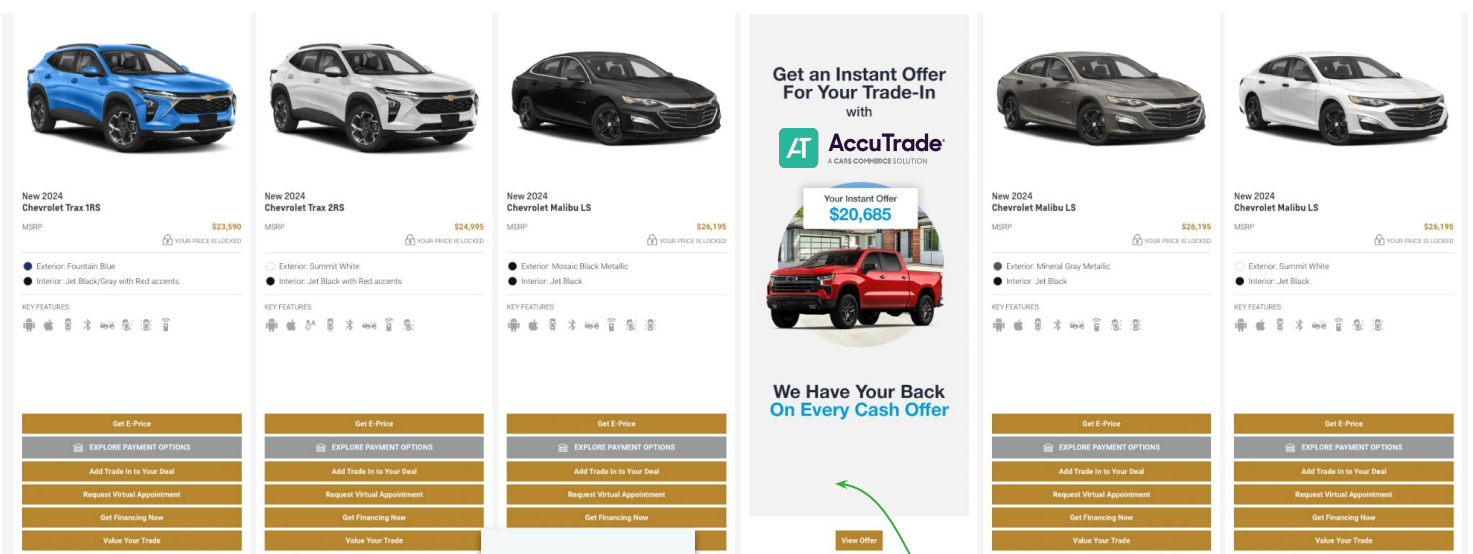 New 2024
Chevrolet Trax 1RS
MSRP $23,590
YOUR PRICE IS LOCKED
Exterior: Fountain Blue
Interior: Jet Black/Gray with Red accents
KEY FEATURES:
Get E-Price
EXPLORE PAYMENT OPTIONS
Add Trade In to Your Deal
Request Virtual Appointment
Get Financing Now
Value Your Trade
New 2024
Chevrolet Trax 2RS
MSRP $24,995
YOUR PRICE IS LOCKED
Exterior: Summit White
Interior: Jet Black with Red accents
KEY FEATURES:
Get E-Price
EXPLORE PAYMENT OPTIONS
Add Trade In to Your Deal
Request Virtual Appointment
Get Financing Now
Value Your Trade
New 2024
Chevrolet Malibu LS
MSRP $26,195
YOUR PRICE IS LOCKED
Exterior: Mosaic Black Metallic
Interior: Jet Black
KEY FEATURES:
Get E-Price
EXPLORE PAYMENT OPTIONS
Add Trade In to Your Deal
Request Virtual Appointment
Get Financing Now
Get an Instant Offer
For Your Trade-In
with
AT AccuTrade
A CARS COMMERCE SOLUTION
Your Instant Offer
$20,685
We Have Your Back
On Every Cash Offer
View Offer
New 2024
Chevrolet Malibu LS
MSRP $26,195
YOUR PRICE IS LOCKED
Exterior: Mineral Gray Metallic
Interior: Jet Black
KEY FEATURES:
Get E-Price
EXPLORE PAYMENT OPTIONS
Add Trade In to Your Deal
Request Virtual Appointment
Get Financing Now
Value Your Trade
New 2024
Chevrolet Malibu LS
MSRP $26,195
YOUR PRICE IS LOCKED
Exterior: Summit White
Interior: Jet Black
KEY FEATURES:
Get E-Price
EXPLORE PAYMENT OPTIONS
Add Trade In to Your Deal
Request Virtual Appointment
Get Financing Now
Value Your Trade